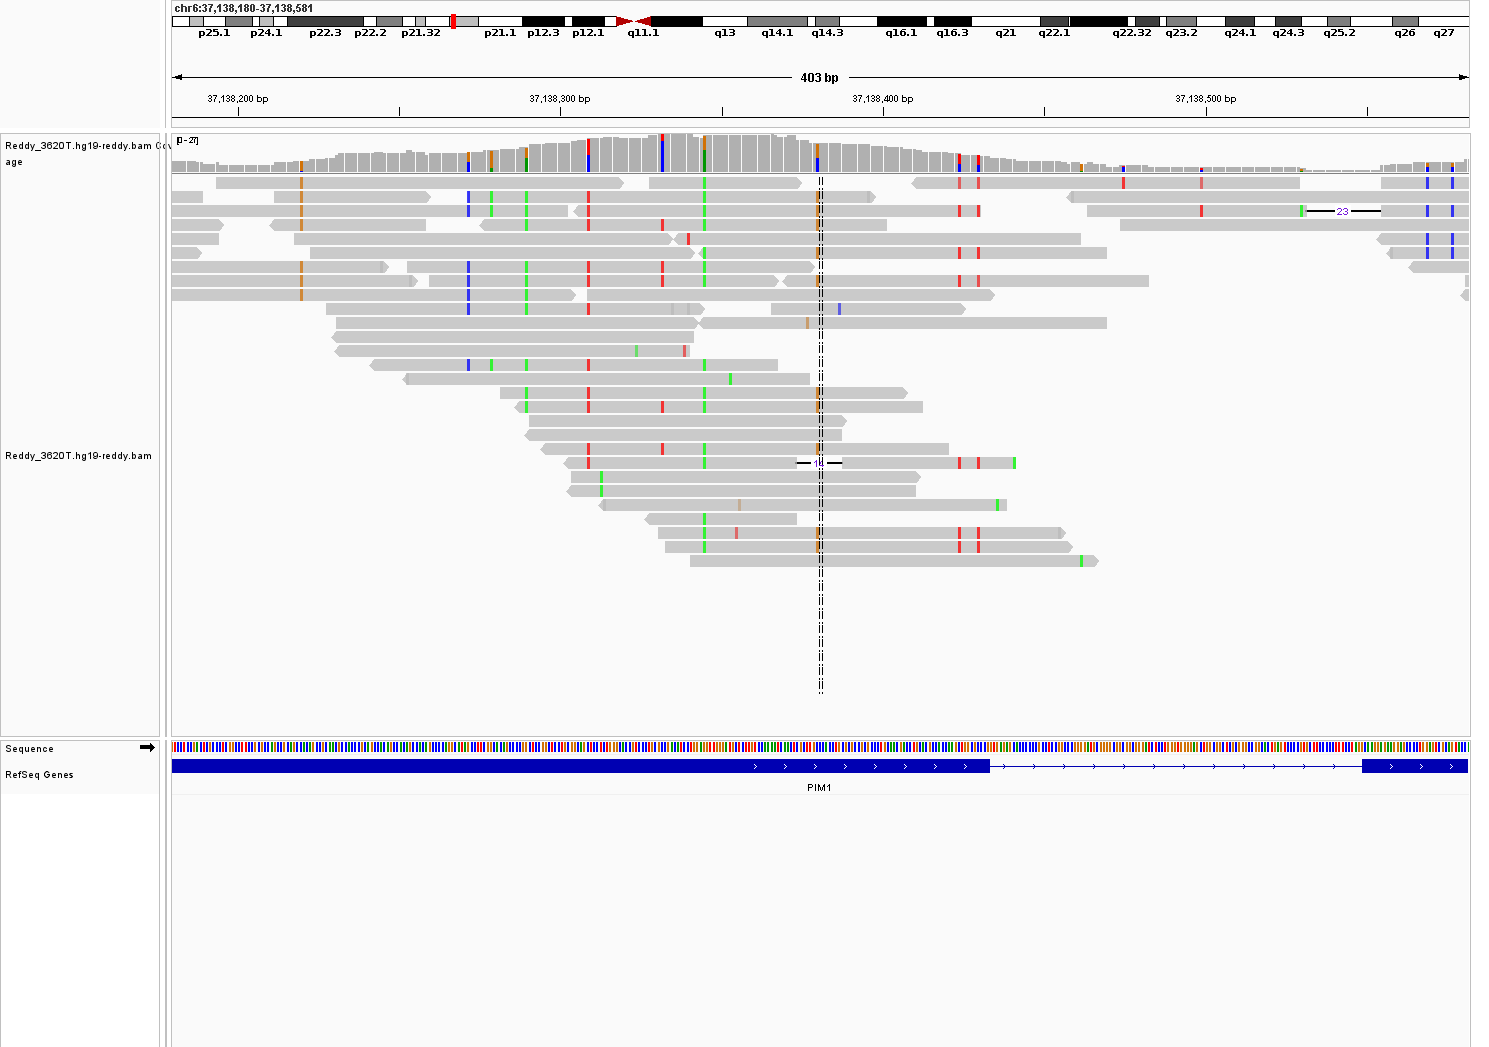 chr6:37,138,180-37,138,581
p25.1 p24.1 p22.3 p22.2 p21.32 p21.1 p12.3 p12.1 q11.1 q13 q14.1 q14.3 q16.1 q16.3 q21 q22.1 q22.32 q23.2 q24.1 q24.3 q25.2 q26 q27
403 bp
37,138,200 bp 37,138,300 bp 37,138,400 bp 37,138,500 bp
Reddy_3620T.hg19-reddy.bam Cov
age
[0-27]
23
Reddy_3620T.hg19-reddy.bam
14
Sequence
RefSeq Genes
PIM1